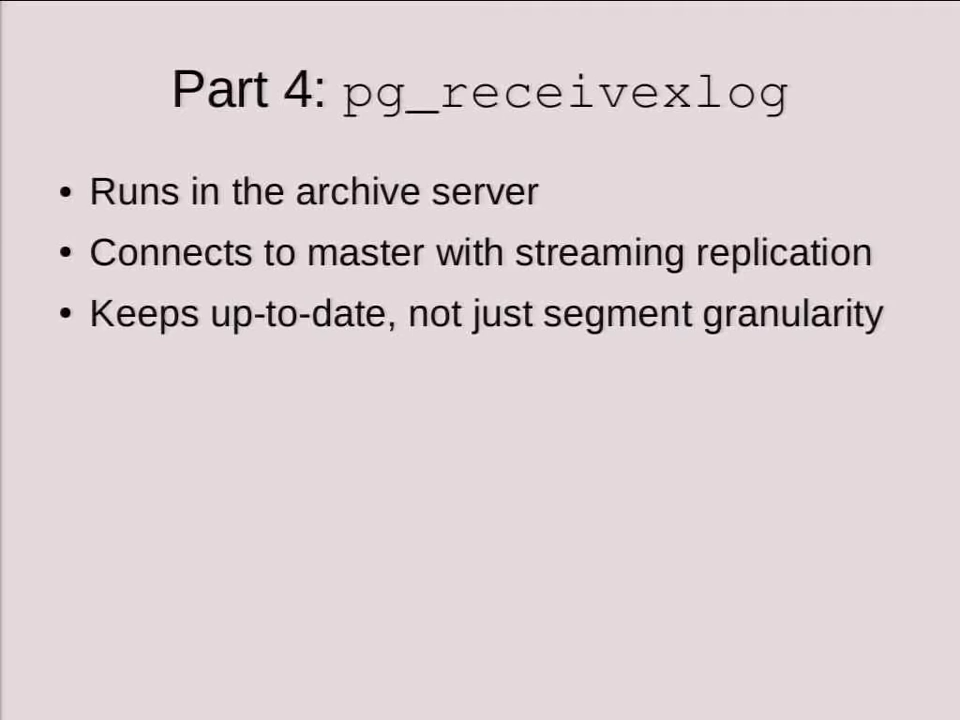 Part 4: pg_receivexlog
• Runs in the archive server
• Connects to master with streaming replication
• Keeps up-to-date, not just segment granularity